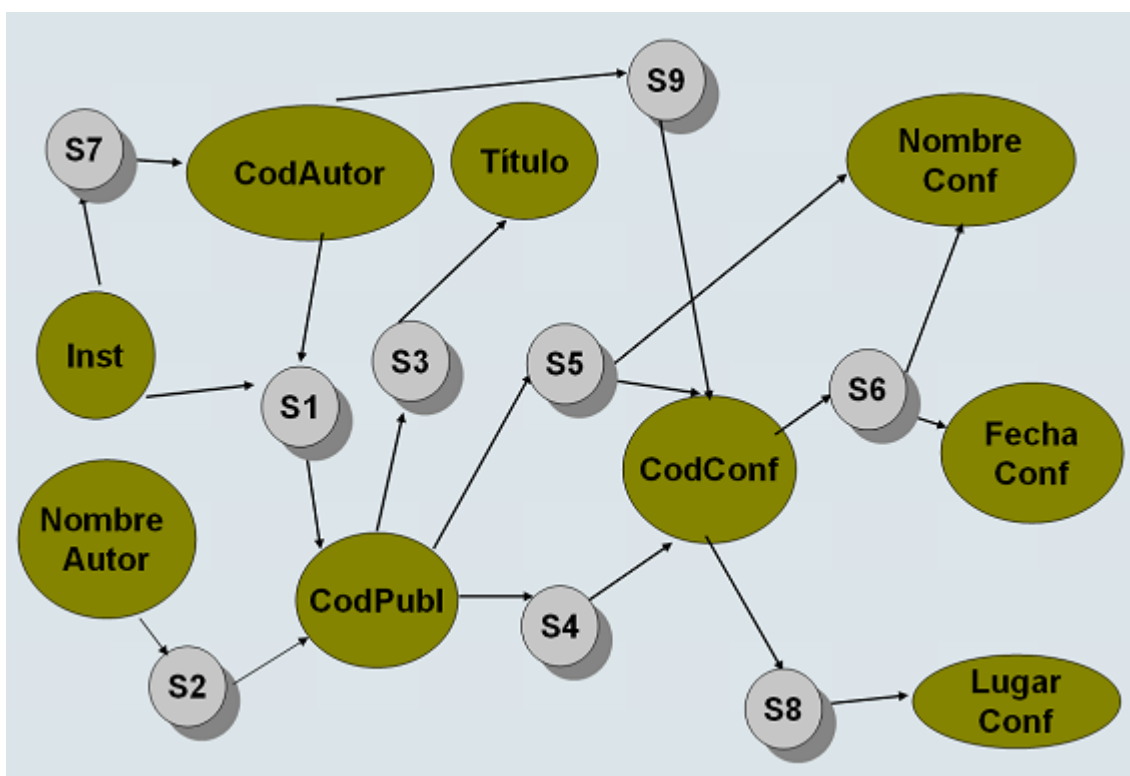 S9
S7
CodAutor
Título
Nombre
Conf
Inst
S1
S3
S5
S6
Fecha
Conf
CodConf
Nombre
Autor
CodPubl
S4
S2
S8
Lugar
Conf